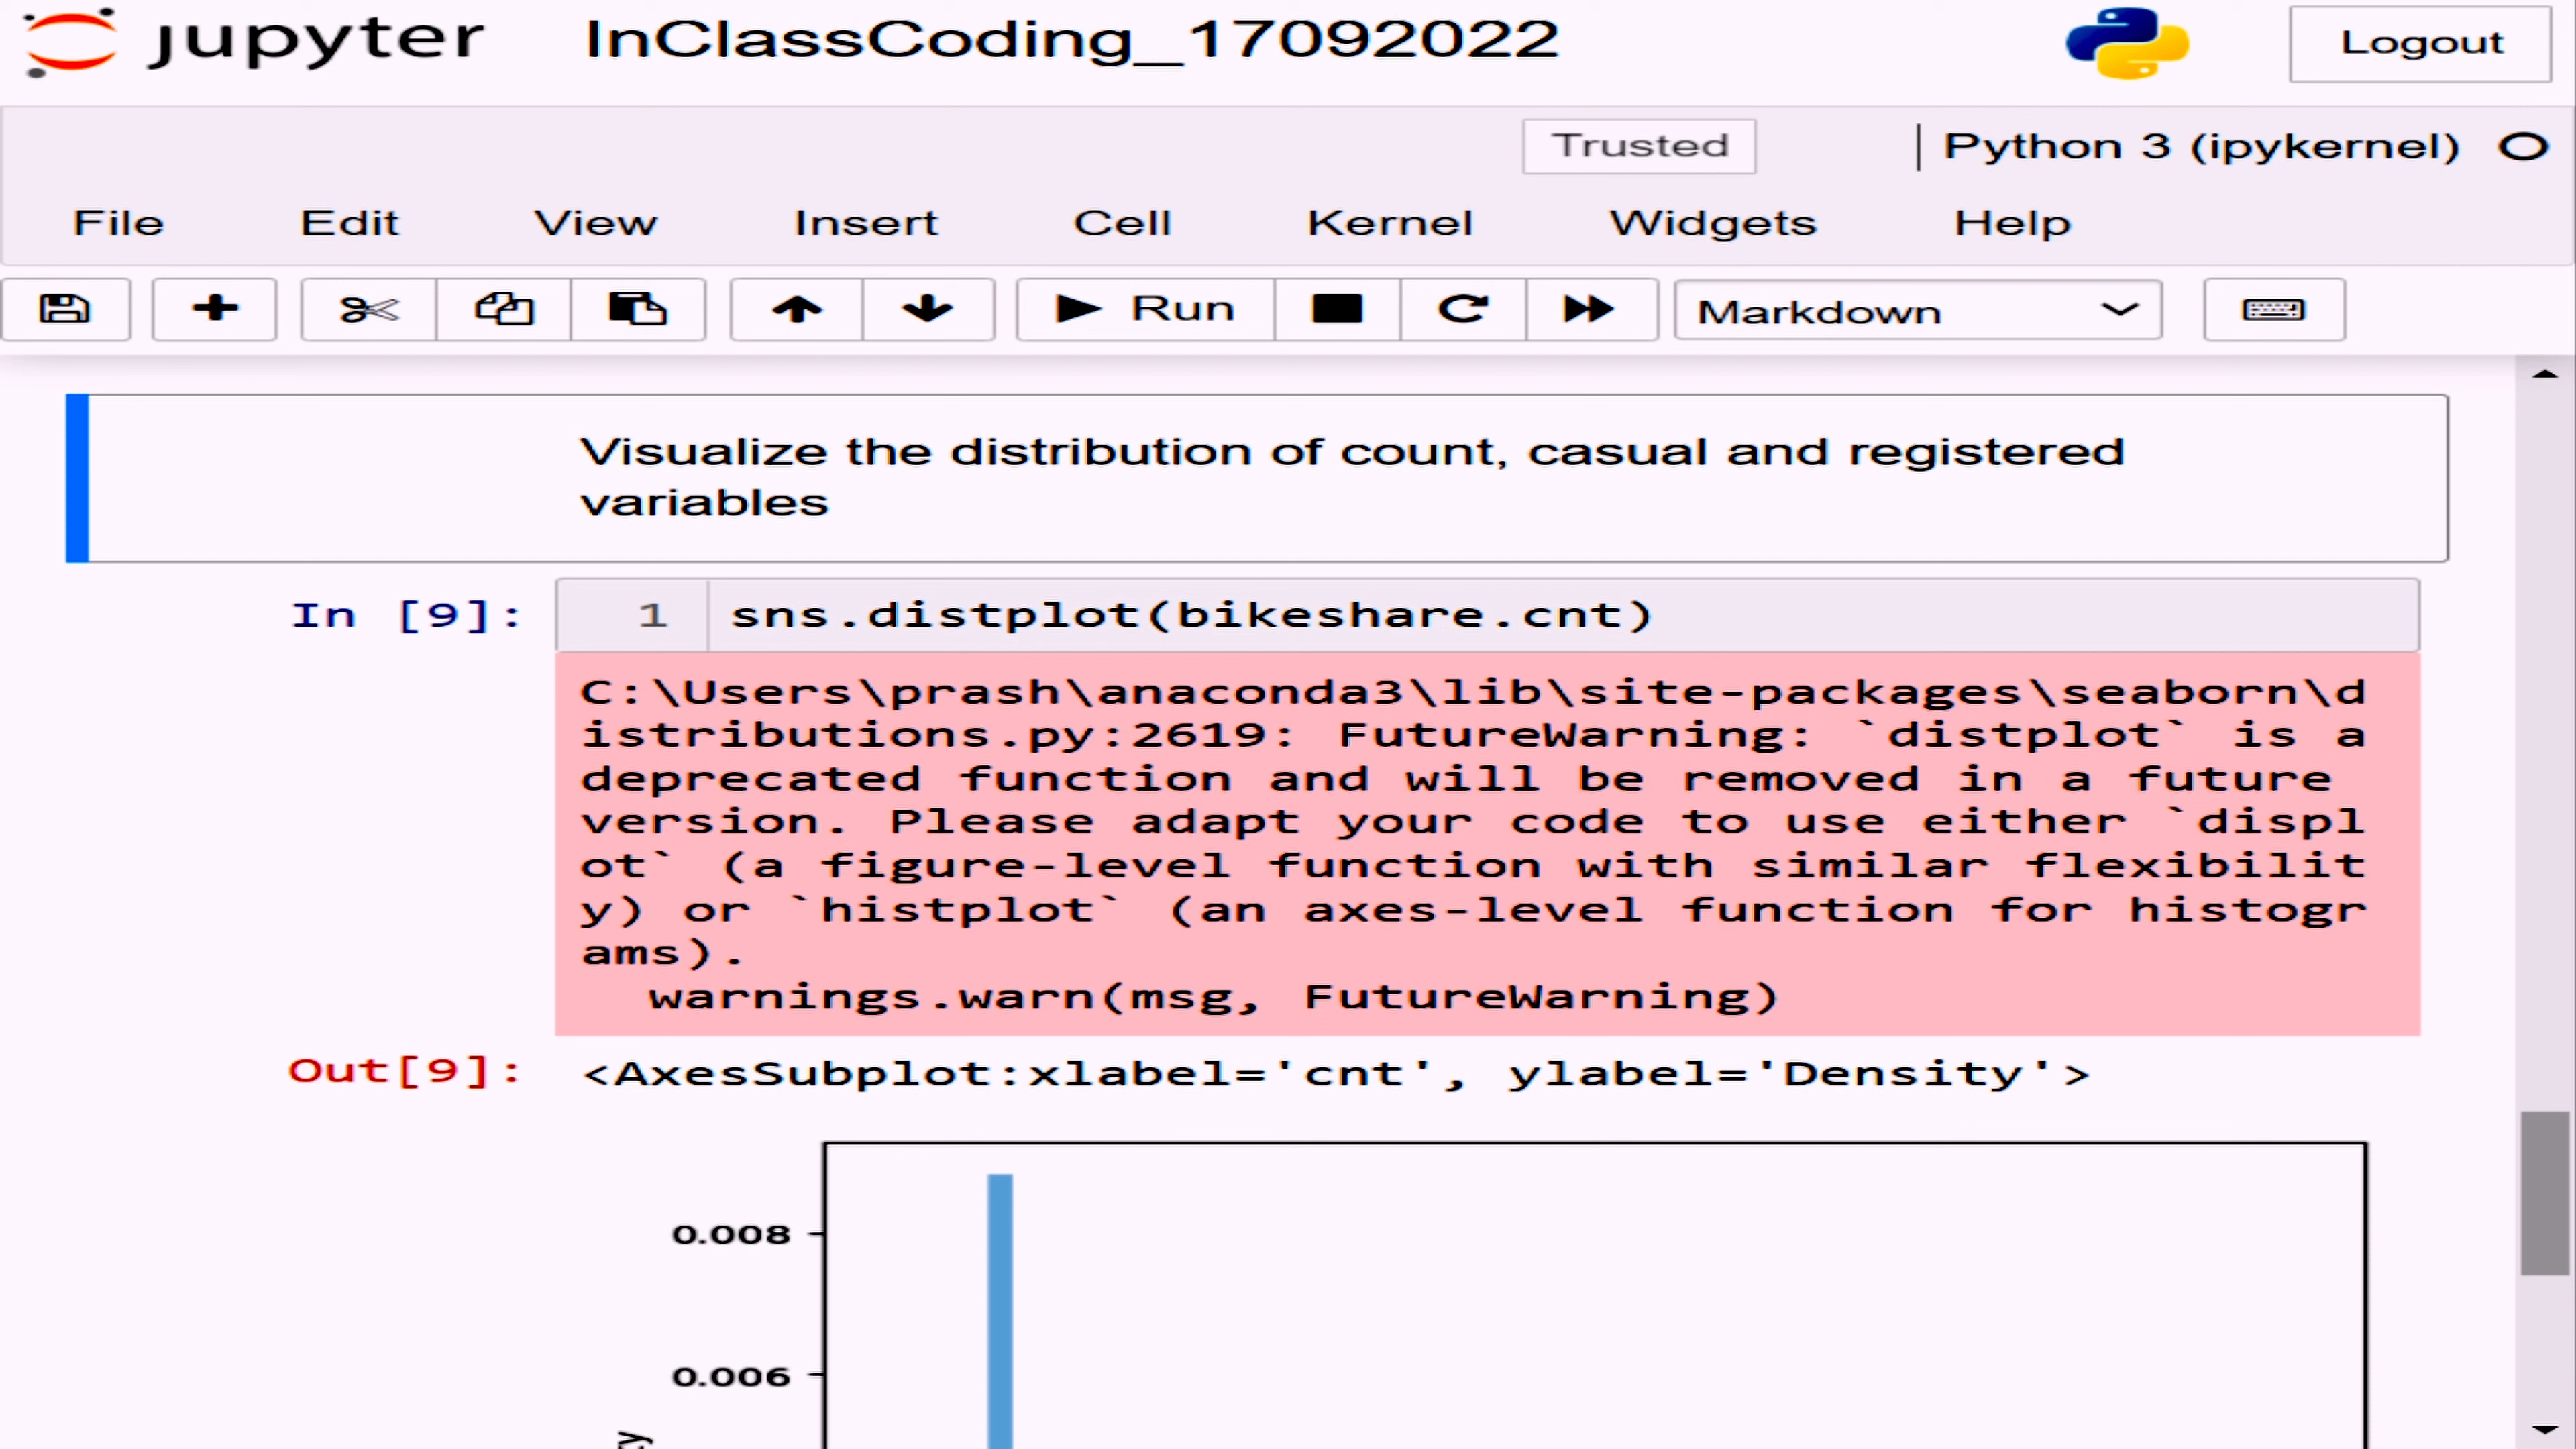 jupyter InClassCoding_17092022 Logout
Trusted | Python 3 (ipykernel)
File Edit View Insert Cell Kernel Widgets Help
Run Markdown
Visualize the distribution of count, casual and registered
variables
In [9]: 1 sns.distplot(bikeshare.cnt)
C:\Users\prash\anaconda3\lib\site-packages\seaborn\d
istributions.py:2619: FutureWarning: `distplot` is a
deprecated function and will be removed in a future
version. Please adapt your code to use either `displ
ot` (a figure-level function with similar flexibilit
y) or `histplot` (an axes-level function for histogr
ams).
  warnings.warn(msg, FutureWarning)
Out[9]: <AxesSubplot:xlabel='cnt', ylabel='Density'>
0.008
0.006